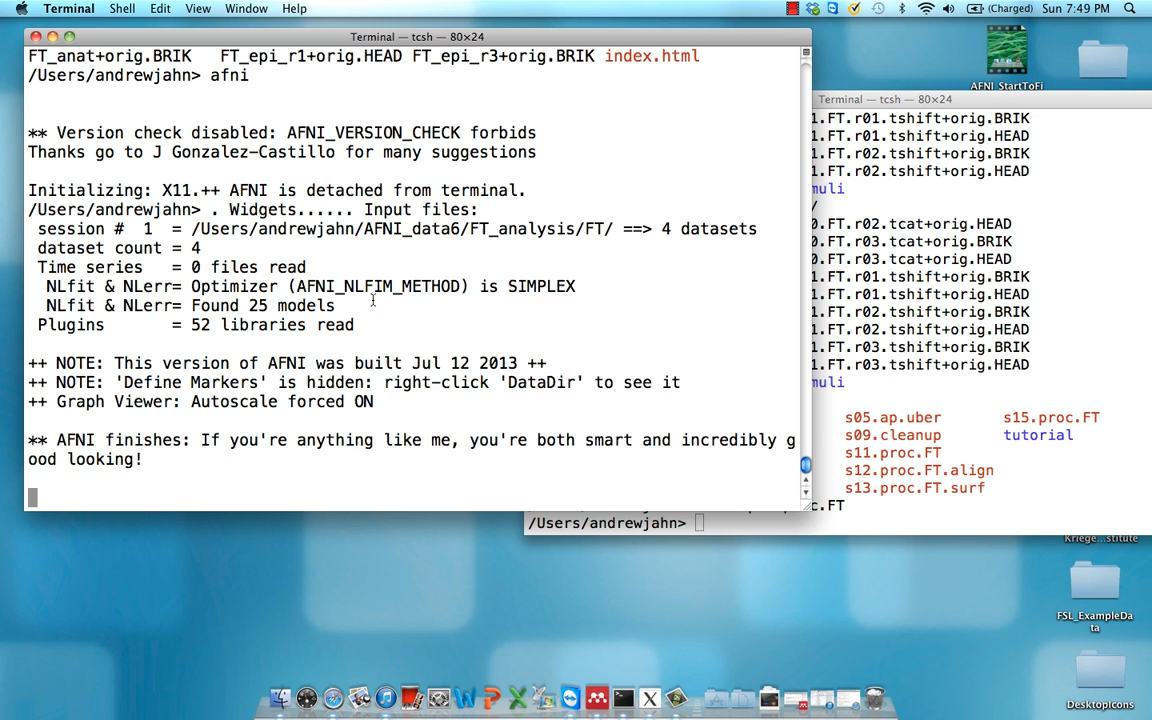 Terminal Shell Edit View Window Help
(Charged) Sun 7:49 PM
Terminal — tcsh — 80×24
FT_anat+orig.BRIK FT_epi_r1+orig.HEAD FT_epi_r3+orig.BRIK index.html
/Users/andrewjahn> afni
** Version check disabled: AFNI_VERSION_CHECK forbids
Thanks go to J Gonzalez-Castillo for many suggestions
Initializing: X11.++ AFNI is detached from terminal.
/Users/andrewjahn> . Widgets...... Input files:
session # 1 = /Users/andrewjahn/AFNI_data6/FT_analysis/FT/ ==> 4 datasets
dataset count = 4
Time series = 0 files read
NLfit & NLerr= Optimizer (AFNI_NLFIM_METHOD) is SIMPLEX
NLfit & NLerr= Found 25 models
Plugins = 52 libraries read
++ NOTE: This version of AFNI was built Jul 12 2013 ++
++ NOTE: 'Define Markers' is hidden: right-click 'DataDir' to see it
++ Graph Viewer: Autoscale forced ON
** AFNI finishes: If you're anything like me, you're both smart and incredibly g
ood looking!
AFNI_StartToFi
Terminal — tcsh — 80×24
1.FT.r01.tshift+orig.BRIK
1.FT.r01.tshift+orig.HEAD
1.FT.r02.tshift+orig.BRIK
1.FT.r02.tshift+orig.HEAD
muli
/
0.FT.r02.tcat+orig.HEAD
0.FT.r03.tcat+orig.BRIK
0.FT.r03.tcat+orig.HEAD
1.FT.r01.tshift+orig.BRIK
1.FT.r01.tshift+orig.HEAD
1.FT.r02.tshift+orig.BRIK
1.FT.r02.tshift+orig.HEAD
1.FT.r03.tshift+orig.BRIK
1.FT.r03.tshift+orig.HEAD
muli
s05.ap.uber s15.proc.FT
s09.cleanup tutorial
s11.proc.FT
s12.proc.FT.align
s13.proc.FT.surf
c.FT
/Users/andrewjahn>
Kriege...stitute
FSL_ExampleDa
ta
DesktopIcons